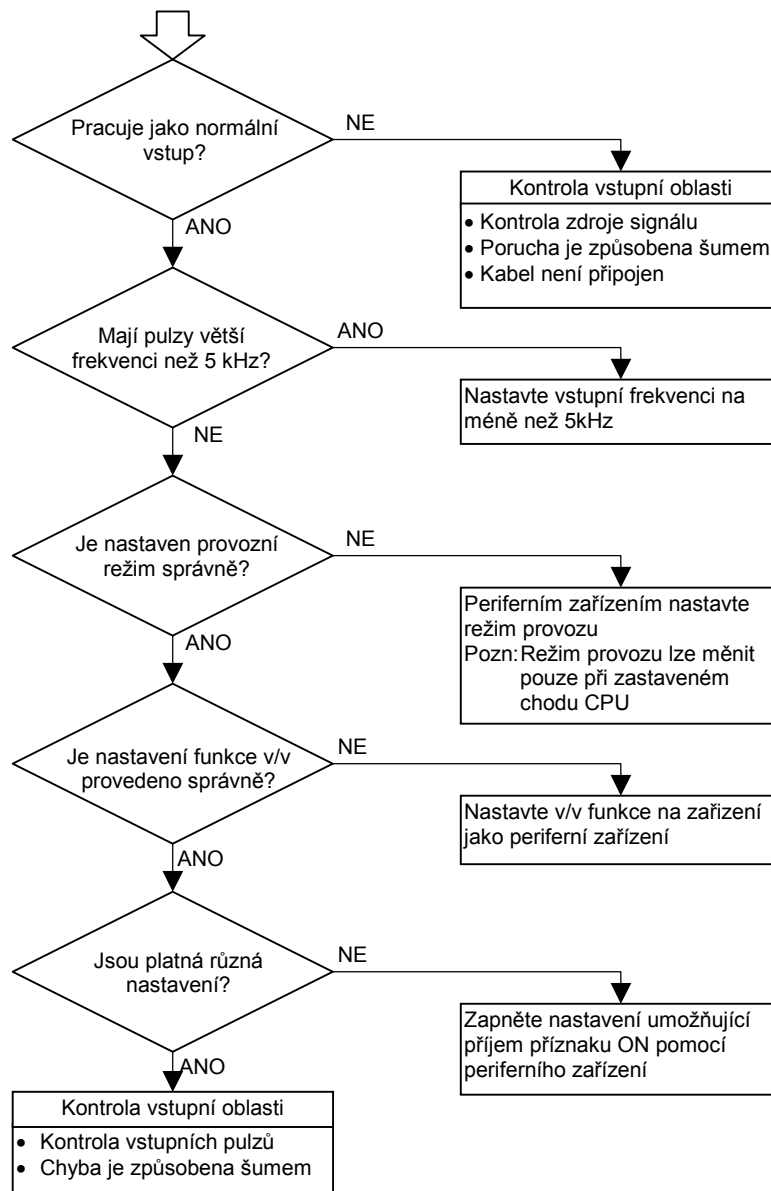 Pracuje jako normální
vstup?
NE
Kontrola vstupní oblasti
• Kontrola zdroje signálu
• Porucha je způsobena šumem
• Kabel není připojen
ANO
Mají pulzy větší
frekvenci než 5 kHz?
ANO
Nastavte vstupní frekvenci na
méně než 5kHz
NE
Je nastaven provozní
režim správně?
NE
Periferním zařízením nastavte
režim provozu
Pozn: Režim provozu lze měnit
pouze při zastaveném
chodu CPU
ANO
Je nastavení funkce v/v
provedeno správně?
NE
Nastavte v/v funkce na zařizení
jako periferní zařízení
ANO
Jsou platná různá
nastavení?
NE
Zapněte nastavení umožňující
příjem příznaku ON pomocí
periferního zařízení
ANO
Kontrola vstupní oblasti
• Kontrola vstupních pulzů
• Chyba je způsobena šumem